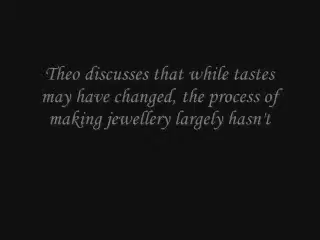 Theo discusses that while tastes
may have changed, the process of
making jewellery largely hasn't